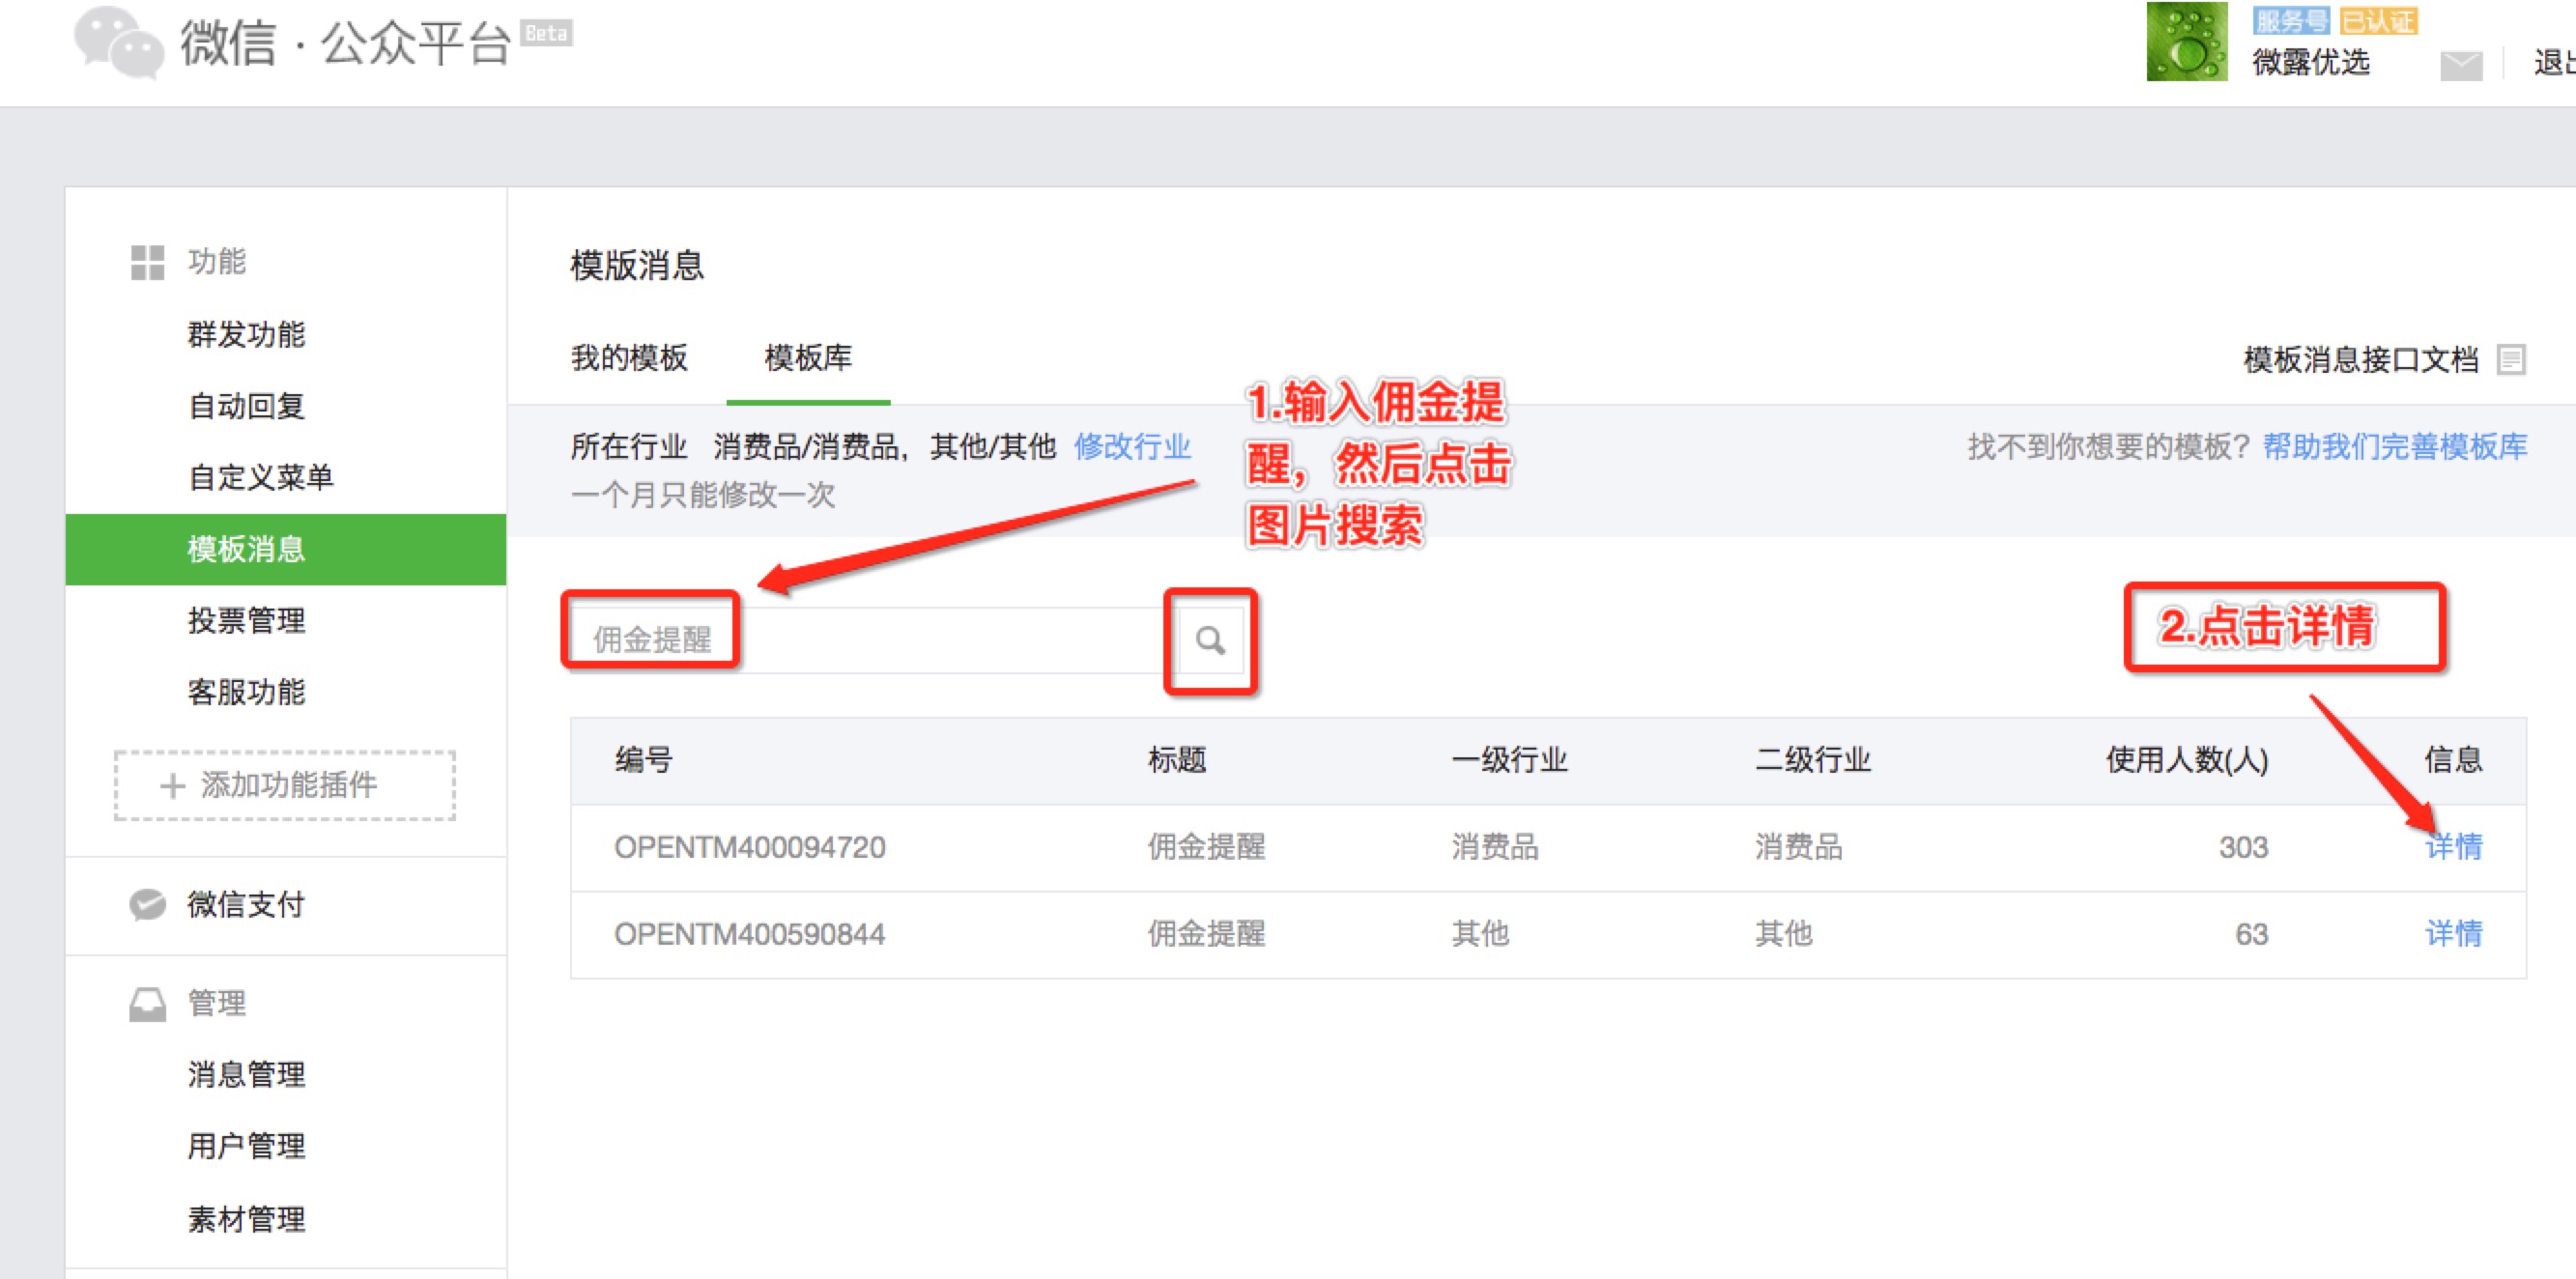 微信·公众平台 Beta
服务号 已认证
微露优选
退出
功能
群发功能
自动回复
自定义菜单
模板消息
投票管理
客服功能
+ 添加功能插件
微信支付
管理
消息管理
用户管理
素材管理
模版消息
我的模板 模板库 模板消息接口文档
所在行业 消费品/消费品，其他/其他 修改行业 找不到你想要的模板？帮助我们完善模板库
一个月只能修改一次
1.输入佣金提
醒，然后点击
图片搜索
佣金提醒
2.点击详情
编号 标题 一级行业 二级行业 使用人数(人) 信息
OPENTM400094720 佣金提醒 消费品 消费品 303 详情
OPENTM400590844 佣金提醒 其他 其他 63 详情